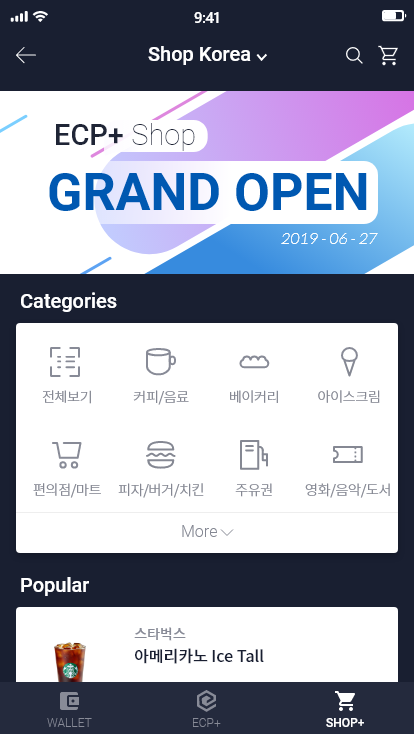 9:41
Shop Korea
ECP+ Shop
GRAND OPEN
2019 - 06 - 27
Categories
전체보기 커피/음료 베이커리 아이스크림
편의점/마트 피자/버거/치킨 주유권 영화/음악/도서
More
Popular
스타벅스
아메리카노 Ice Tall
WALLET ECP+ SHOP+